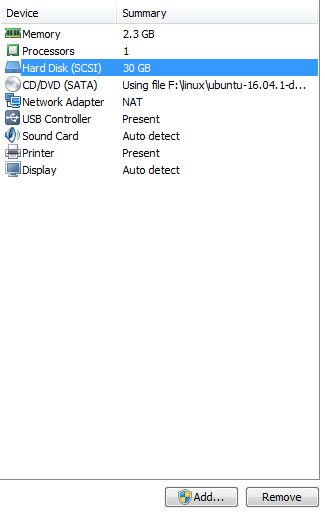 Device Summary
Memory 2.3 GB
Processors 1
Hard Disk (SCSI) 30 GB
CD/DVD (SATA) Using file F:\linux\ubuntu-16.04.1-d...
Network Adapter NAT
USB Controller Present
Sound Card Auto detect
Printer Present
Display Auto detect
Add... Remove